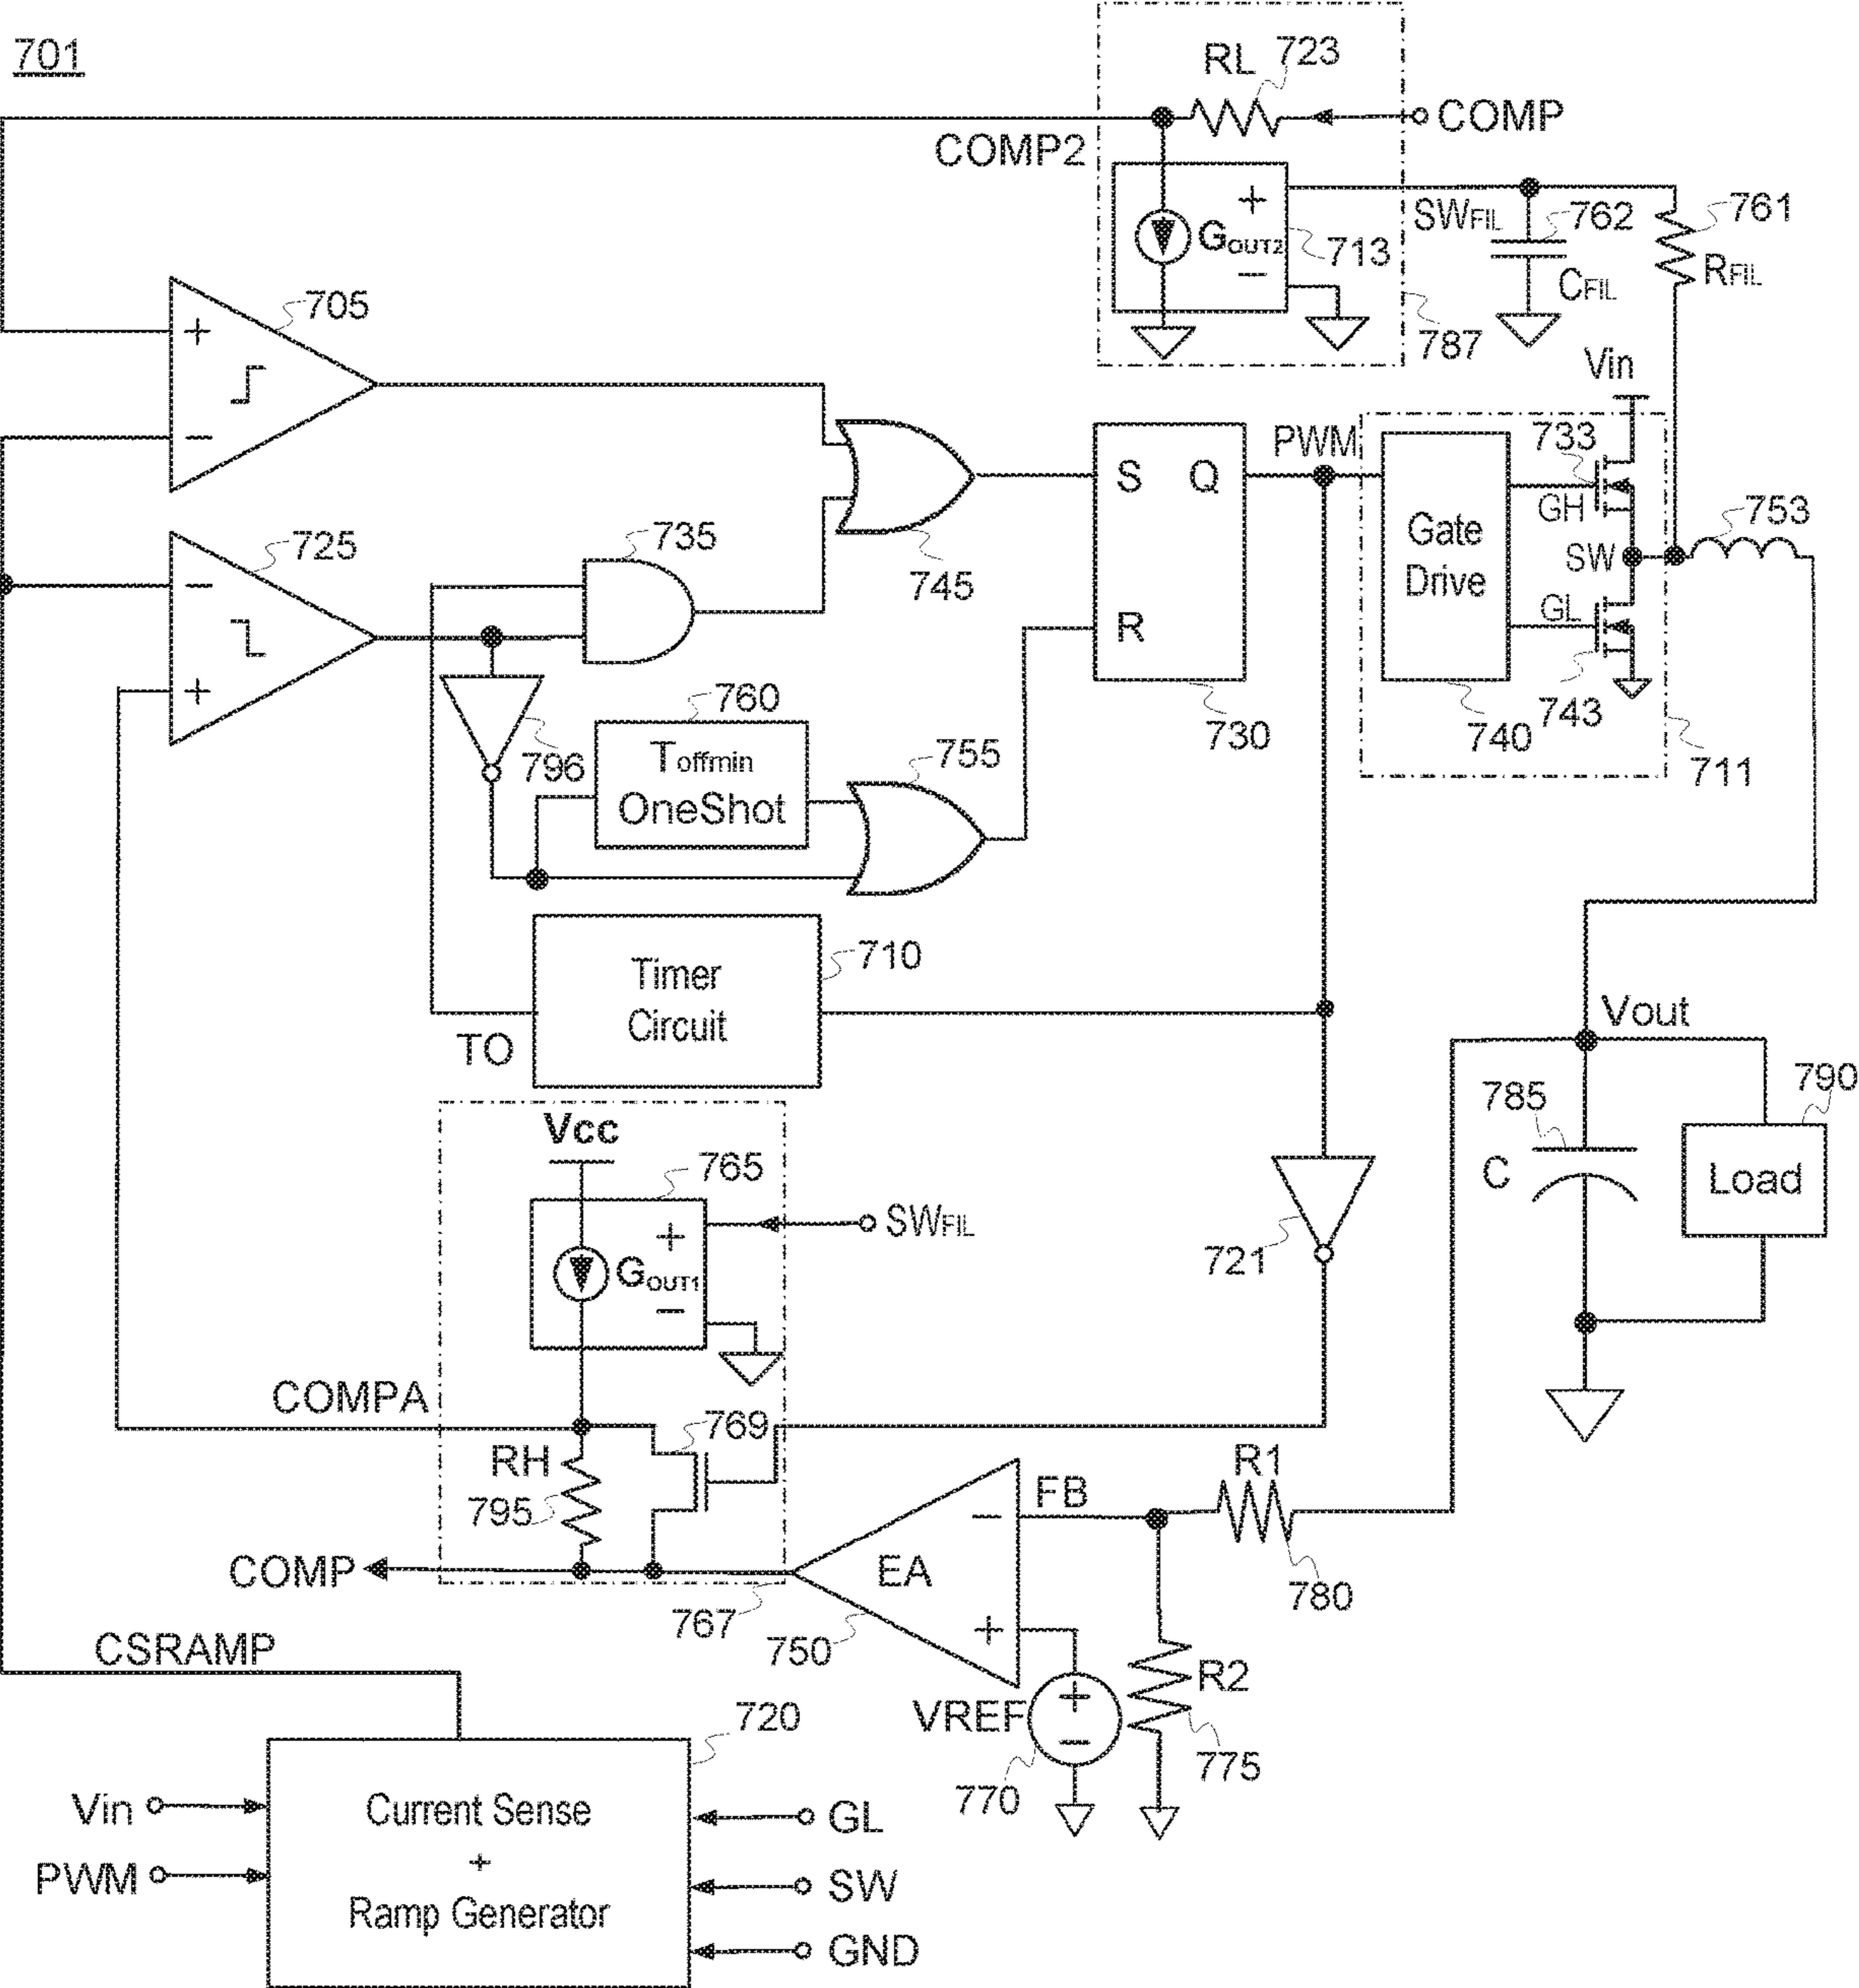 701
RL 723
COMP
COMP2
+
GOUT2
−
713
SWFIL
762
761
CFIL
RFIL
787
Vin
705
+
−
725
−
+
735
745
S Q
R
730
PWM
Gate
Drive
740
733
GH
SW
GL
743
711
753
796
760
Toffmin
OneShot
755
Timer
Circuit
710
TO
Vout
785
C
790
Load
Vcc
765
+
GOUT1
−
SWFIL
721
COMPA
769
RH
795
COMP
767
EA
−
+
750
FB
R1
780
R2
775
VREF
+
−
770
CSRAMP
720
Vin
PWM
Current Sense
+
Ramp Generator
GL
SW
GND